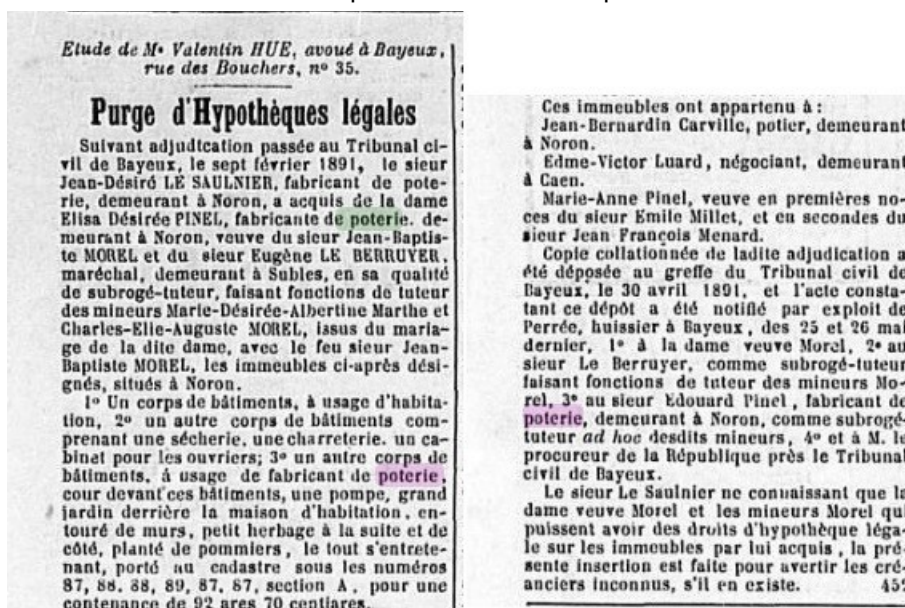 Etude de Me Valentin HUE, avoué à Bayeux,
rue des Bouchers, no 35.
Purge d'Hypothèques légales
Suivant adjudtcation passée au Tribunal ci-
vil de Bayeux, le sept février 1891, le sieur
Jean-Désiré LE SAULNIER, fabricant de pote-
rie, demeurant à Noron, a acquis de la dame
Elisa Désirée PINEL, fabricante de poterie. de-
meurant à Noron, veuve du sieur Jean-Baptis-
te MOREL et du sieur Eugène LE BERRUYER,
maréchal, demeurant à Subles, en sa qualité
de subrogé-tuteur, faisant fonctions de tuteur
des mineurs Marie-Désirée-Albertine Marthe et
Charles-Elie-Auguste MOREL, issus du maria-
ge de la dite dame, avec le feu sieur Jean-
Baptiste MOREL, les immeubles ci-après dési-
gnés, situés à Noron.
1o Un corps de bâtiments, à usage d'habita-
tion, 2o un autre corps de bâtiments com-
prenant une sécherie, une charreterie. un ca-
binet pour les ouvriers; 3o un autre corps de
bâtiments, à usage de fabricant de poterie,
cour devant ces bâtiments, une pompe, grand
jardin derrière la maison d'habitation, en-
touré de murs, petit herbage à la suite et de
côté, planté de pommiers, le tout s'entrete-
nant, porté au cadastre sous les numéros
87, 88. 88, 89, 87, 87, section A, pour une
contenance de 92 ares 70 centiares.
Ces immeubles ont appartenu à :
Jean-Bernardin Carville, potier, demeurant
à Noron.
Edme-Victor Luard, négociant, demeurant
à Caen.
Marie-Anne Pinel, veuve en premières no-
ces du sieur Emile Millet, et en secondes du
sieur Jean François Menard.
Copie collationnée de ladite adjudication a
été déposée au greffe du Tribunal civil de
Bayeux, le 30 avril 1891, et l'acte consta-
tant ce dépôt a été notifié par exploit de
Perrée, huissier à Bayeux, des 25 et 26 mai
dernier, 1o à la dame veuve Morel, 2o au
sieur Le Berruyer, comme subrogé-tuteur
faisant fonctions de tuteur des mineurs Mo-
rel, 3o au sieur Edouard Pinel, fabricant de
poterie, demeurant à Noron, comme subrogé-
tuteur ad hoc desdits mineurs, 4o et à M. le
procureur de la République près le Tribunal
civil de Bayeux.
Le sieur Le Saulnier ne connaissant que la
dame veuve Morel et les mineurs Morel qui
puissent avoir des droits d'hypothèque léga-
le sur les immeubles par lui acquis, la pré-
sente insertion est faite pour avertir les cré-
anciers inconnus, s'il en existe.